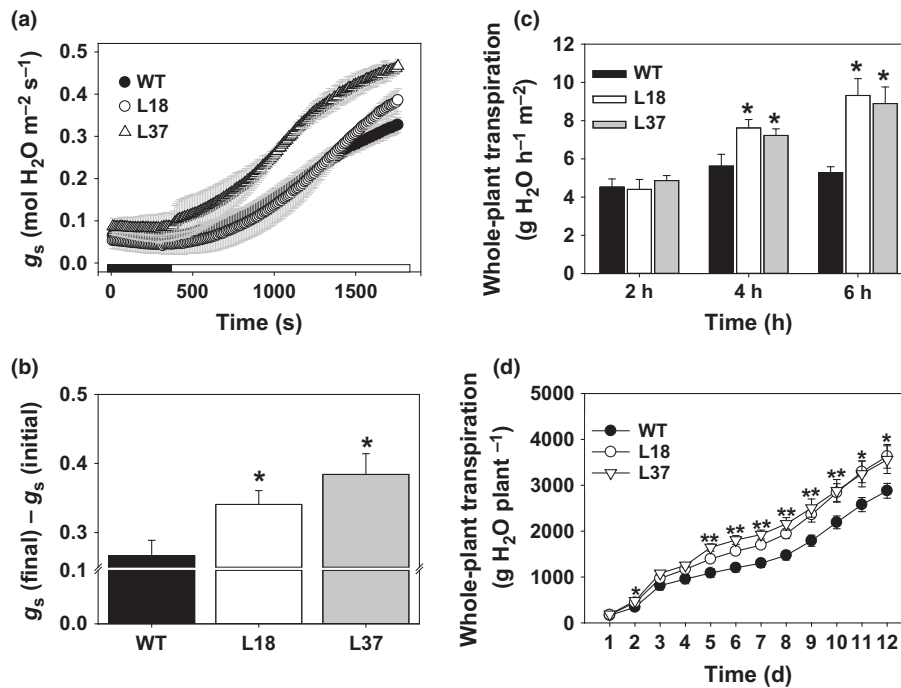 (a)
gs (mol H2O m−2 s−1)
0.5
0.4
0.3
0.2
0.1
0.0
WT
L18
L37
0 500 1000 1500
Time (s)
(b)
gs (final) – gs (initial)
0.5
0.4
0.3
0.1
0.0
*
*
WT L18 L37
(c)
Whole-plant transpiration
(g H2O h−1 m−2)
12
10
8
6
4
2
0
WT
L18
L37
* *
* *
2 h 4 h 6 h
Time (h)
(d)
Whole-plant transpiration
(g H2O plant −1)
5000
4000
3000
2000
1000
0
WT
L18
L37
* ** ** ** ** ** ** * *
1 2 3 4 5 6 7 8 9 10 11 12
Time (d)